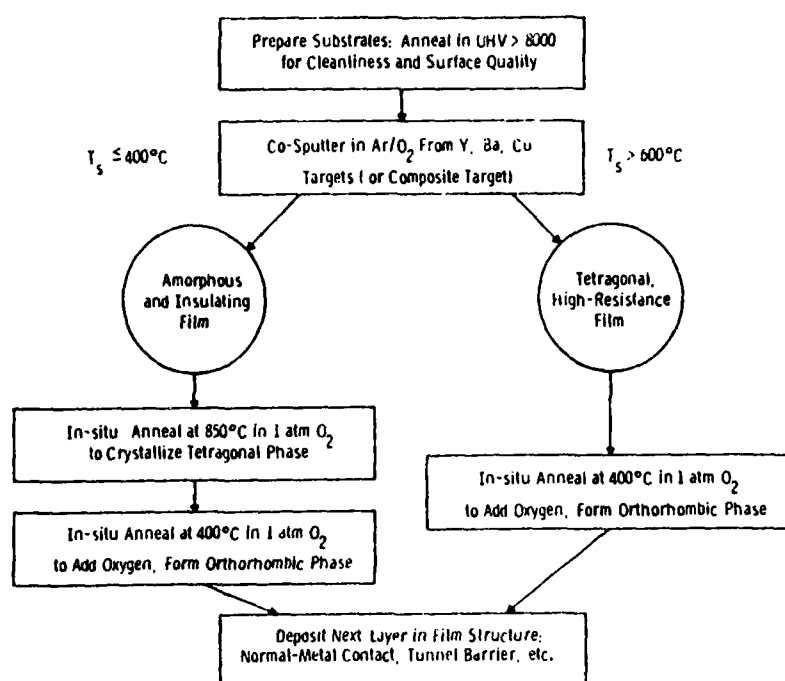 Prepare Substrates: Anneal in UHV > 8000
for Cleanliness and Surface Quality
T_s ≤ 400°C
Co-Sputter in Ar/O₂ From Y, Ba, Cu
Targets (or Composite Target)
T_s > 600°C
Amorphous
and Insulating
Film
Tetragonal,
High-Resistance
Film
In-situ Anneal at 850°C in 1 atm O₂
to Crystallize Tetragonal Phase
In-situ Anneal at 400°C in 1 atm O₂
to Add Oxygen, Form Orthorhombic Phase
In-situ Anneal at 400°C in 1 atm O₂
to Add Oxygen, Form Orthorhombic Phase
Deposit Next Layer in Film Structure;
Normal-Metal Contact, Tunnel Barrier, etc.